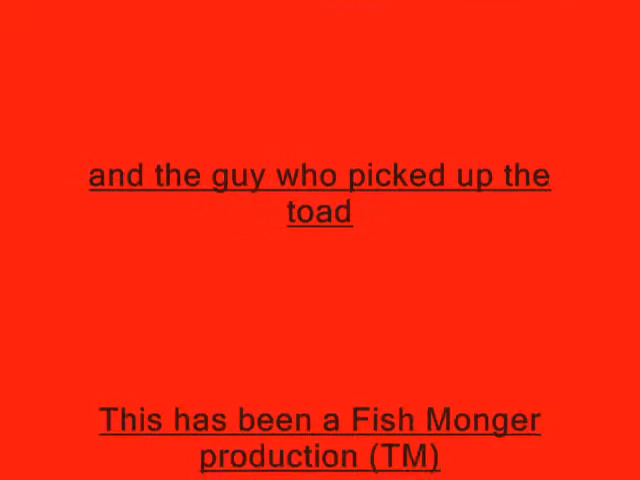 and the guy who picked up the
toad
This has been a Fish Monger
production (TM)